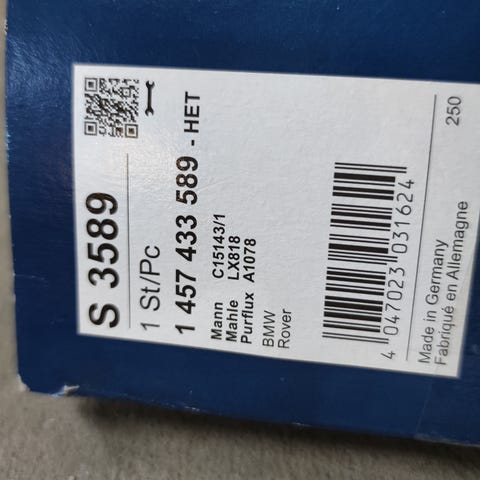 S 3589
1 St/Pc
1 457 433 589 - HET
Mann C15143/1
Mahle LX818
Purflux A1078
BMW
Rover
4 047023 031624
Made in Germany
Fabriqué en Allemagne
250